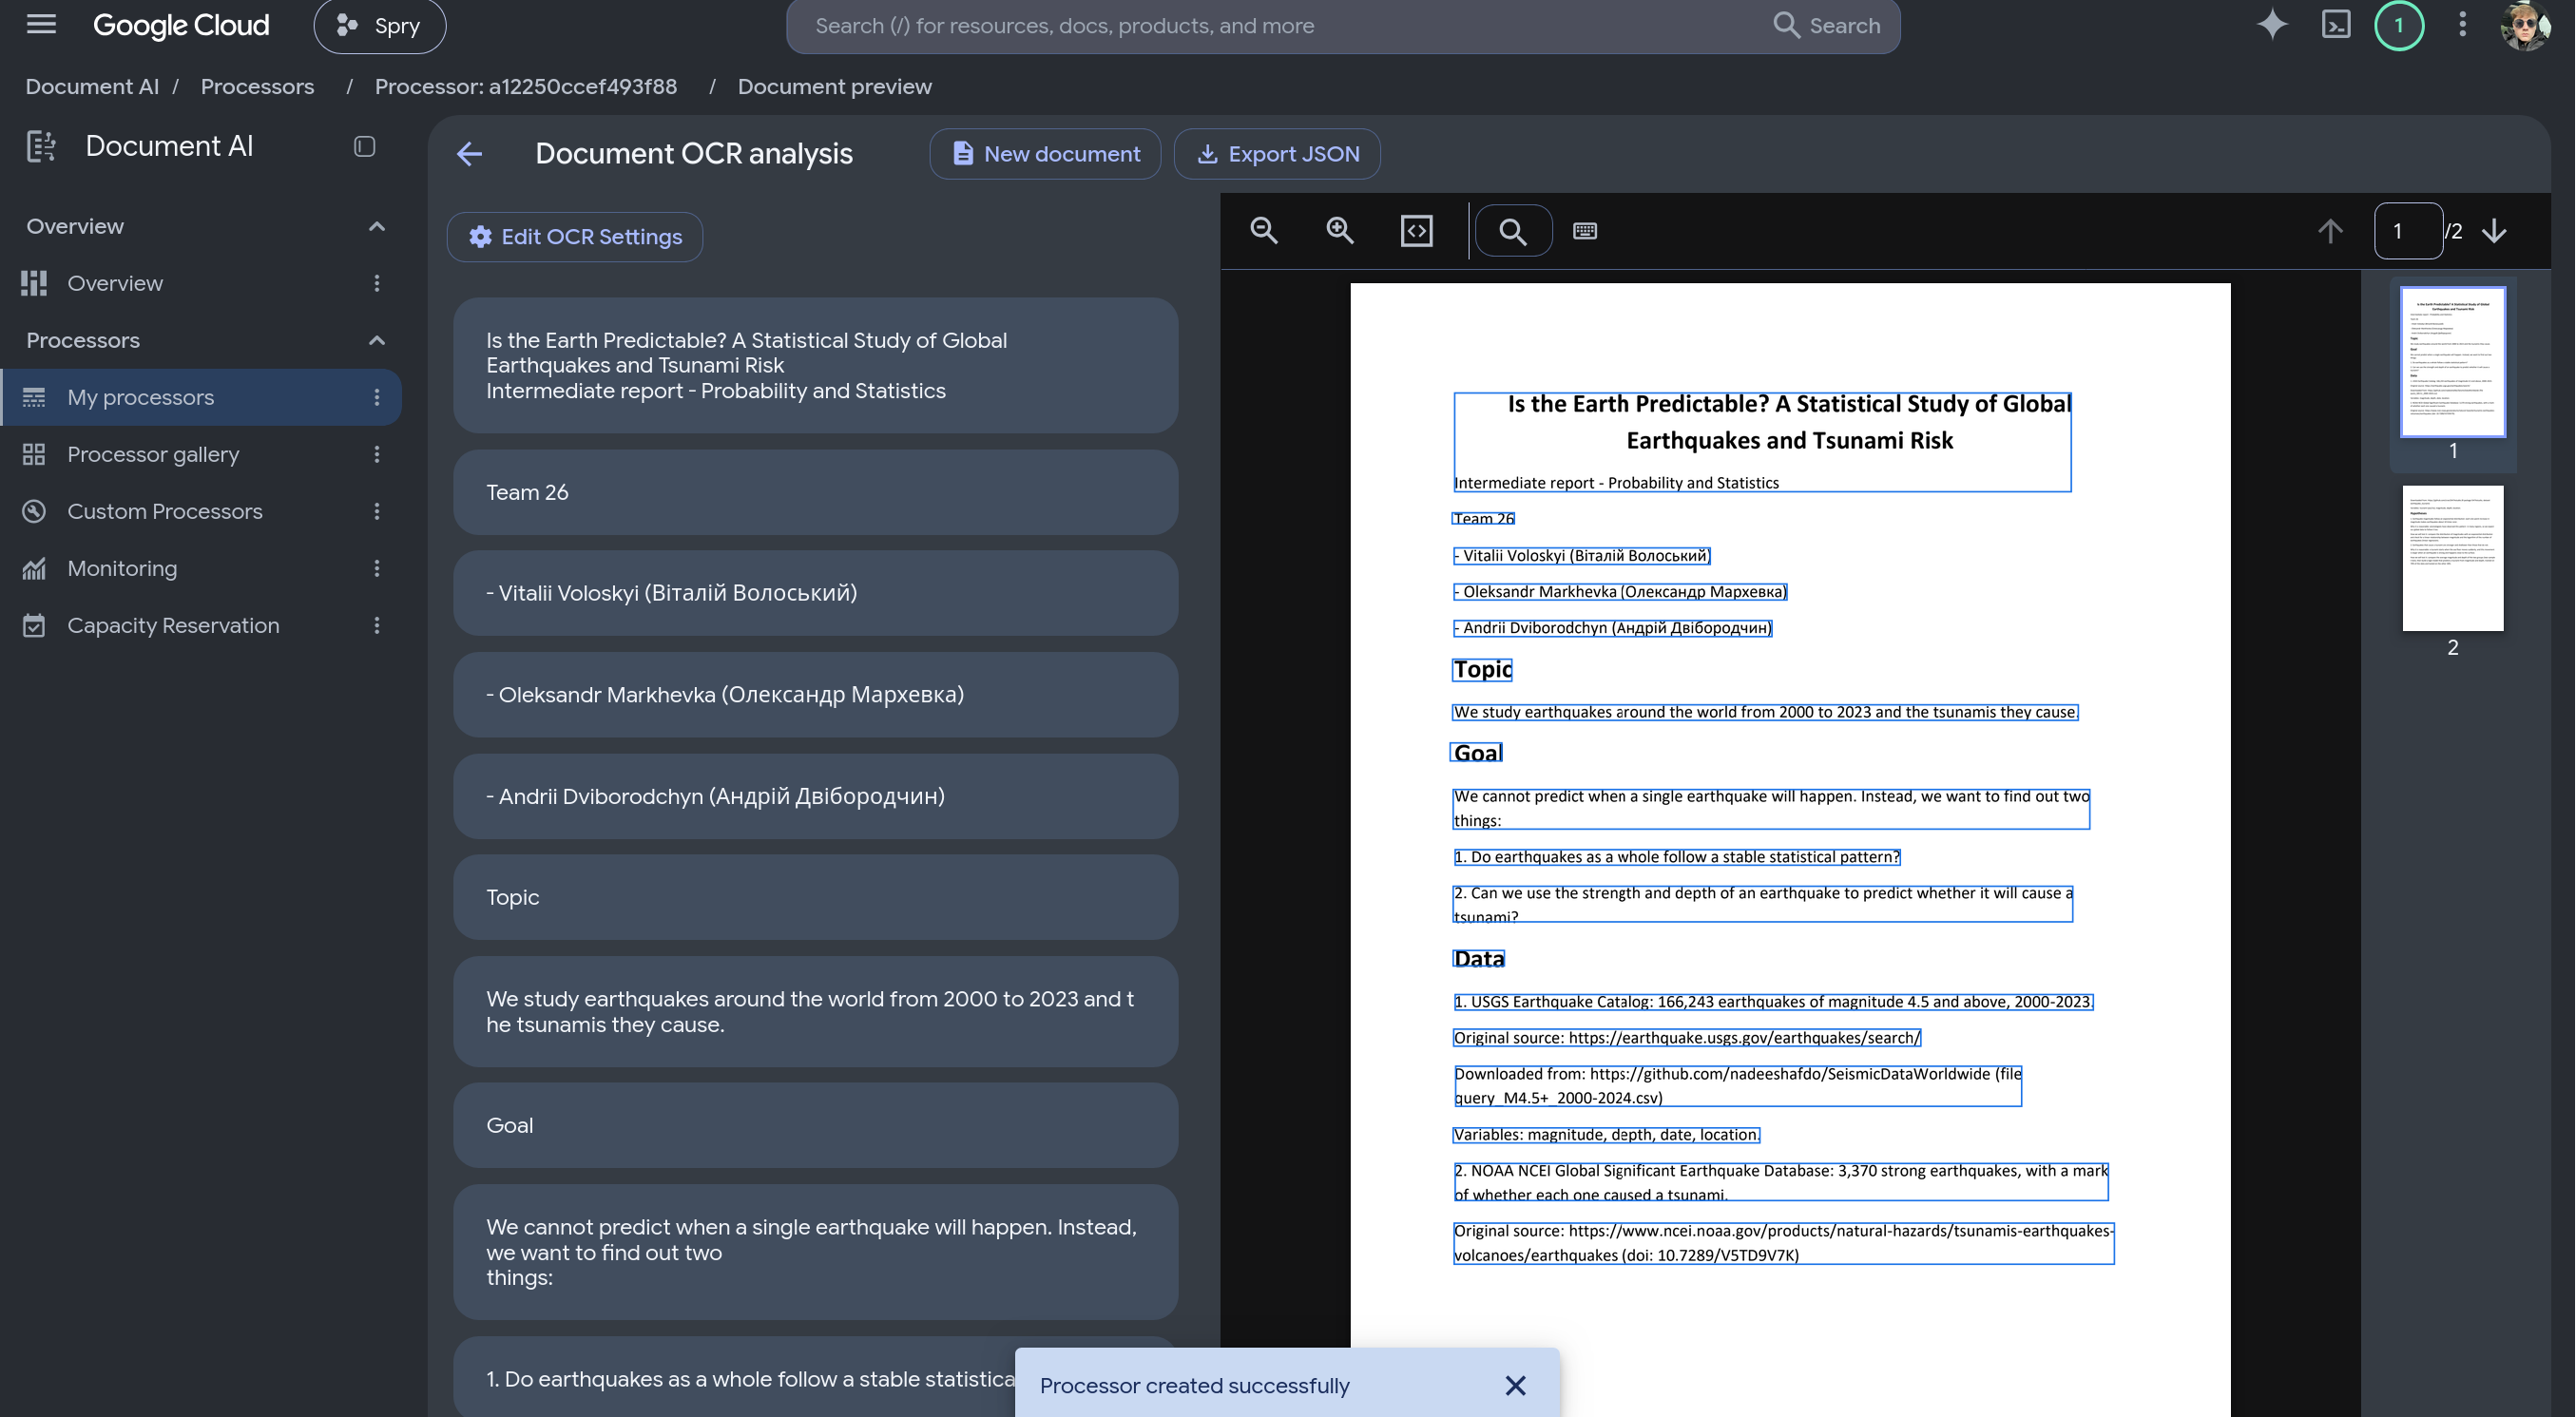 Google Cloud
Spry
Search (/) for resources, docs, products, and more
Search
1
Document AI / Processors / Processor: a12250ccef493f88 / Document preview
Document AI
Overview
Overview
Processors
My processors
Processor gallery
Custom Processors
Monitoring
Capacity Reservation
Document OCR analysis
New document
Export JSON
Edit OCR Settings
Is the Earth Predictable? A Statistical Study of Global
Earthquakes and Tsunami Risk
Intermediate report - Probability and Statistics
Team 26
- Vitalii Voloskyi (Віталій Волоський)
- Oleksandr Markhevka (Олександр Мархевка)
- Andrii Dviborodchyn (Андрій Двібородчин)
Topic
We study earthquakes around the world from 2000 to 2023 and t
he tsunamis they cause.
Goal
We cannot predict when a single earthquake will happen. Instead,
we want to find out two
things:
1. Do earthquakes as a whole follow a stable statistica
Processor created successfully
1 /2
Is the Earth Predictable? A Statistical Study of Global
Earthquakes and Tsunami Risk
Intermediate report - Probability and Statistics
Team 26
- Vitalii Voloskyi (Віталій Волоський)
- Oleksandr Markhevka (Олександр Мархевка)
- Andrii Dviborodchyn (Андрій Двібородчин)
Topic
We study earthquakes around the world from 2000 to 2023 and the tsunamis they cause.
Goal
We cannot predict when a single earthquake will happen. Instead, we want to find out two
things:
1. Do earthquakes as a whole follow a stable statistical pattern?
2. Can we use the strength and depth of an earthquake to predict whether it will cause a
tsunami?
Data
1. USGS Earthquake Catalog: 166,243 earthquakes of magnitude 4.5 and above, 2000-2023.
Original source: https://earthquake.usgs.gov/earthquakes/search/
Downloaded from: https://github.com/nadeeshafdo/SeismicDataWorldwide (file
query_M4.5+_2000-2024.csv)
Variables: magnitude, depth, date, location.
2. NOAA NCEI Global Significant Earthquake Database: 3,370 strong earthquakes, with a mark
of whether each one caused a tsunami.
Original source: https://www.ncei.noaa.gov/products/natural-hazards/tsunamis-earthquakes-
volcanoes/earthquakes (doi: 10.7289/V5TD9V7K)
1
2